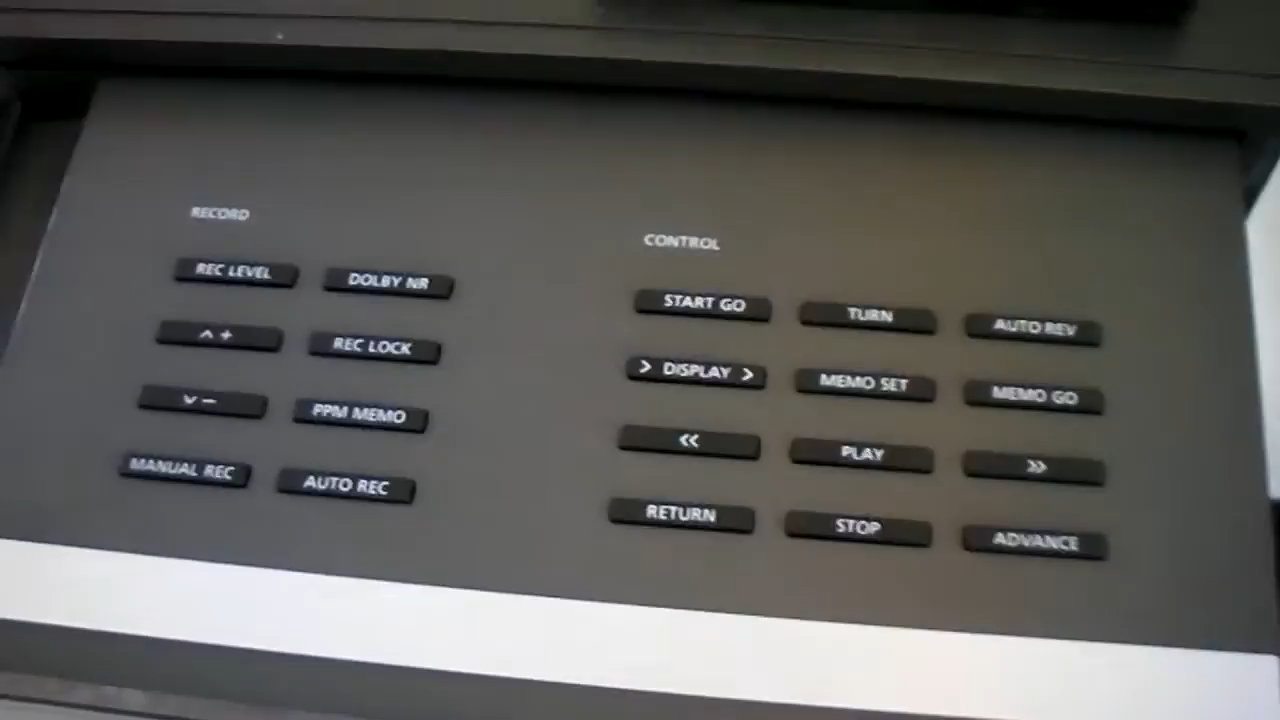 RECORD
REC LEVEL DOLBY NR
^ + REC LOCK
v - PPM MEMO
MANUAL REC AUTO REC
CONTROL
START GO TURN AUTO REV
> DISPLAY > MEMO SET MEMO GO
<< PLAY >>
RETURN STOP ADVANCE